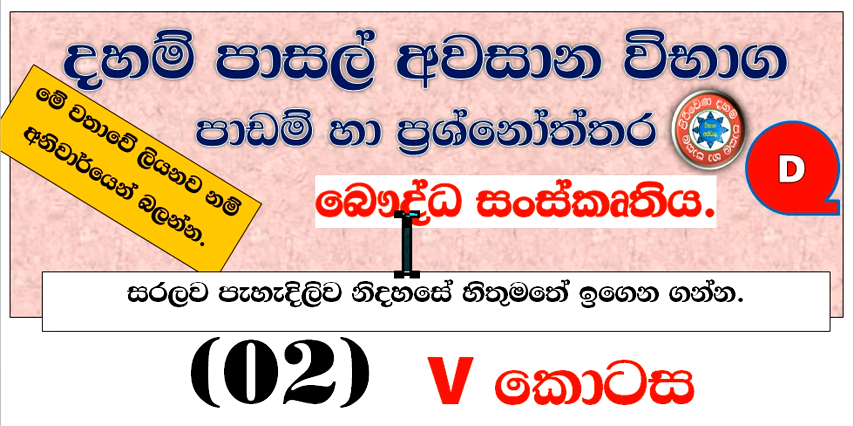 දහම් පාසල් අවසාන විභාග
මේ වතාවේ ලියනව නම්
අනිවාර්යෙන් බලන්න.
පාඩම් හා ප්‍රශ්නෝත්තර
D
බෞද්ධ සංස්කෘතිය.
සරලව පැහැදිලිව නිදහසේ හිතුමතේ ඉගෙන ගන්න.
(02) V කොටස